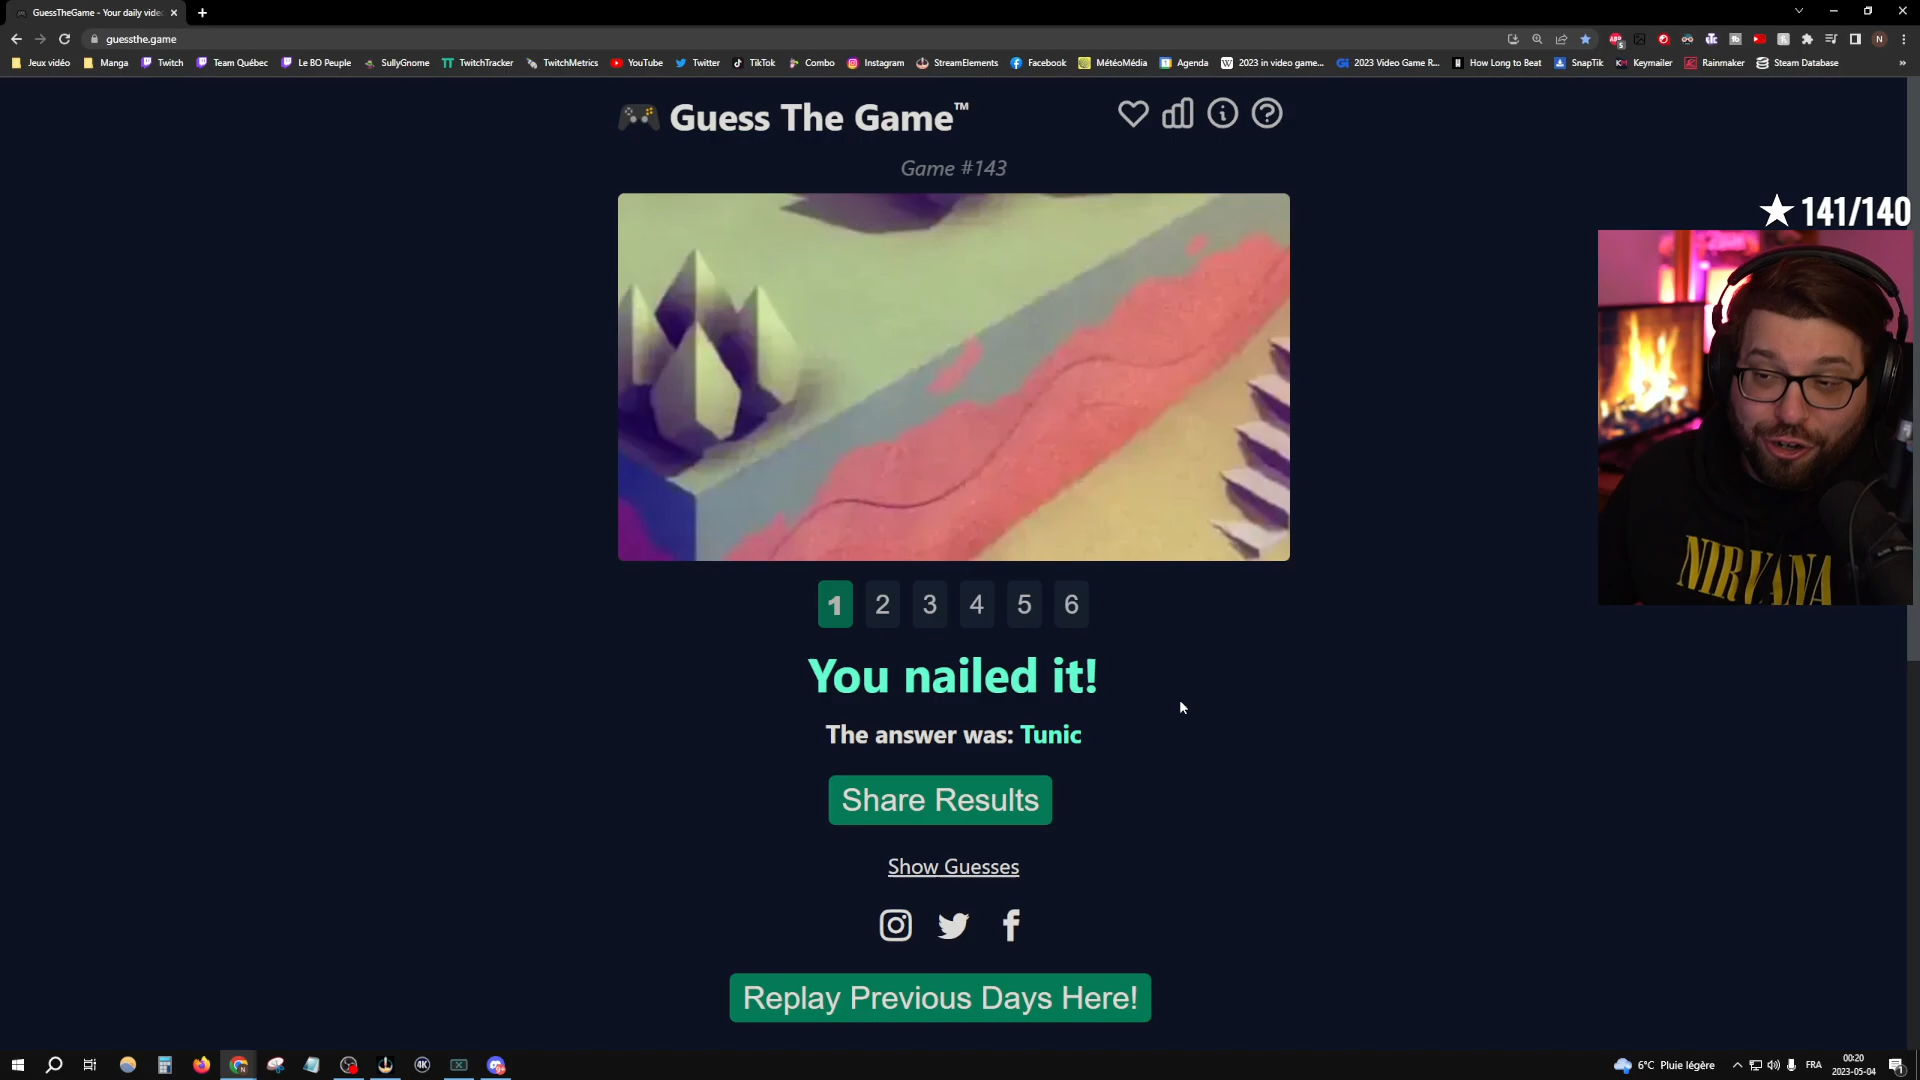 GuessTheGame - Your daily vide
guessthe.game
Jeux vidéo Manga Twitch Team Québec Le BO Peuple SullyGnome TwitchTracker TwitchMetrics YouTube Twitter TikTok Combo Instagram StreamElements Facebook MétéoMédia Agenda 2023 in video game... 2023 Video Game R... How Long to Beat SnapTik Keymailer Rainmaker Steam Database
Guess The Game™
Game #143
★ 141/140
NIRVANA
1 2 3 4 5 6
You nailed it!
The answer was: Tunic
Share Results
Show Guesses
Replay Previous Days Here!
6°C Pluie légère FRA 00:20
2023-05-04